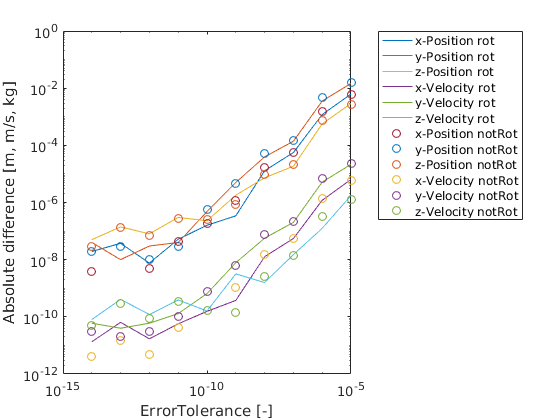 10^0
10^-2
10^-4
10^-6
10^-8
10^-10
10^-12
Absolute difference [m, m/s, kg]
10^-15
10^-10
10^-5
ErrorTolerance [-]
x-Position rot
y-Position rot
z-Position rot
x-Velocity rot
y-Velocity rot
z-Velocity rot
x-Position notRot
y-Position notRot
z-Position notRot
x-Velocity notRot
y-Velocity notRot
z-Velocity notRot